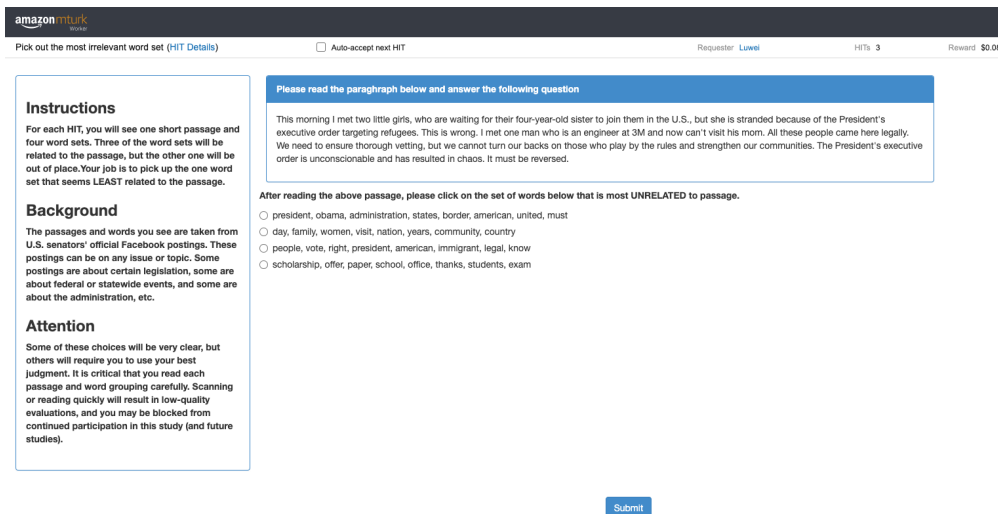 amazonmturk
Worker
Pick out the most irrelevant word set (HIT Details)
Auto-accept next HIT
Requester Luwei
HITs 3
Reward
Instructions
For each HIT, you will see one short passage and
four word sets. Three of the word sets will be
related to the passage, but the other one will be
out of place.Your job is to pick up the one word
set that seems LEAST related to the passage.
Background
The passages and words you see are taken from
U.S. senators' official Facebook postings. These
postings can be on any issue or topic. Some
postings are about certain legislation, some are
about federal or statewide events, and some are
about the administration, etc.
Attention
Some of these choices will be very clear, but
others will require you to use your best
judgment. It is critical that you read each
passage and word grouping carefully. Scanning
or reading quickly will result in low-quality
evaluations, and you may be blocked from
continued participation in this study (and future
studies).
Please read the paraghraph below and answer the following question
This morning I met two little girls, who are waiting for their four-year-old sister to join them in the U.S., but she is stranded because of the President's
executive order targeting refugees. This is wrong. I met one man who is an engineer at 3M and now can't visit his mom. All these people came here legally.
We need to ensure thorough vetting, but we cannot turn our backs on those who play by the rules and strengthen our communities. The President's executive
order is unconscionable and has resulted in chaos. It must be reversed.
After reading the above passage, please click on the set of words below that is most UNRELATED to passage.
president, obama, administration, states, border, american, united, must
day, family, women, visit, nation, years, community, country
people, vote, right, president, american, immigrant, legal, know
scholarship, offer, paper, school, office, thanks, students, exam
Submit